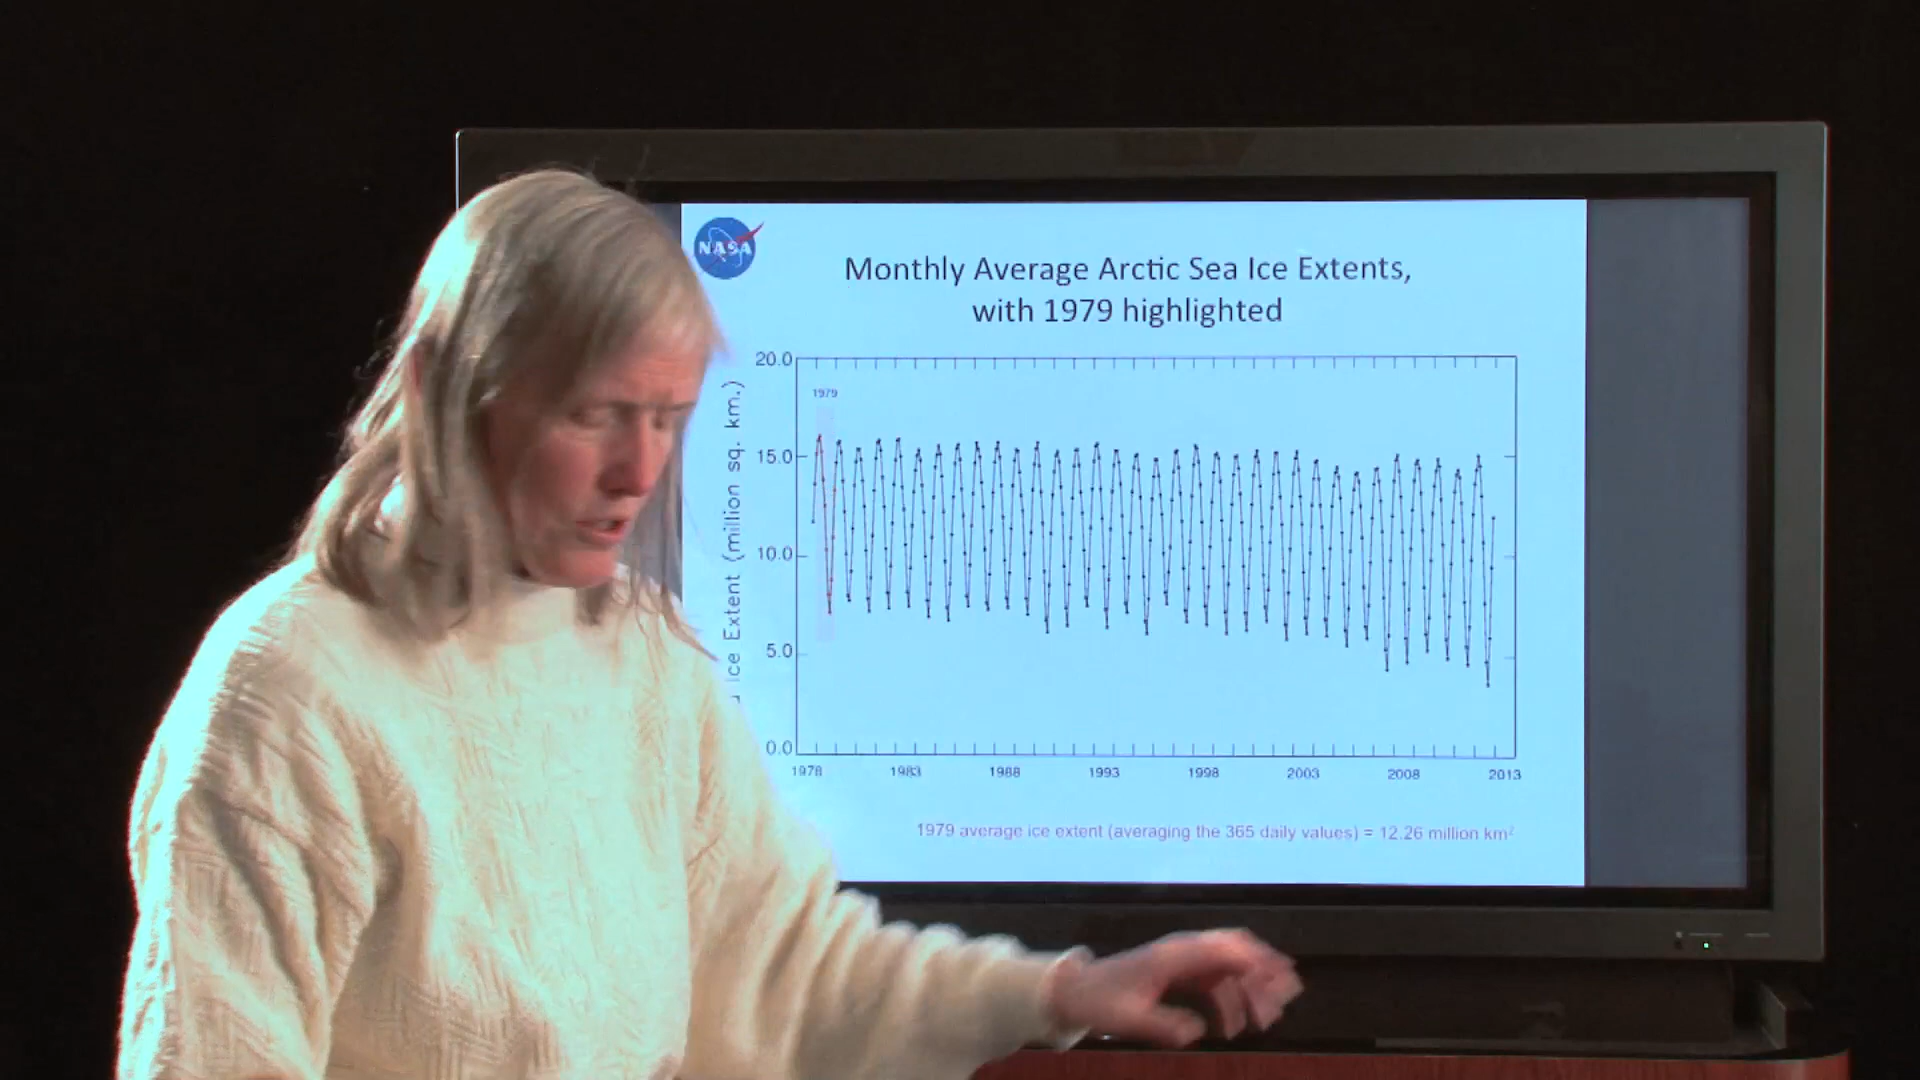 NASA
Monthly Average Arctic Sea Ice Extents,
with 1979 highlighted
Ice Extent (million sq. km.)
20.0
15.0
10.0
5.0
0.0
1979
1978 1983 1988 1993 1998 2003 2008 2013
1979 average ice extent (averaging the 365 daily values) = 12.26 million km²